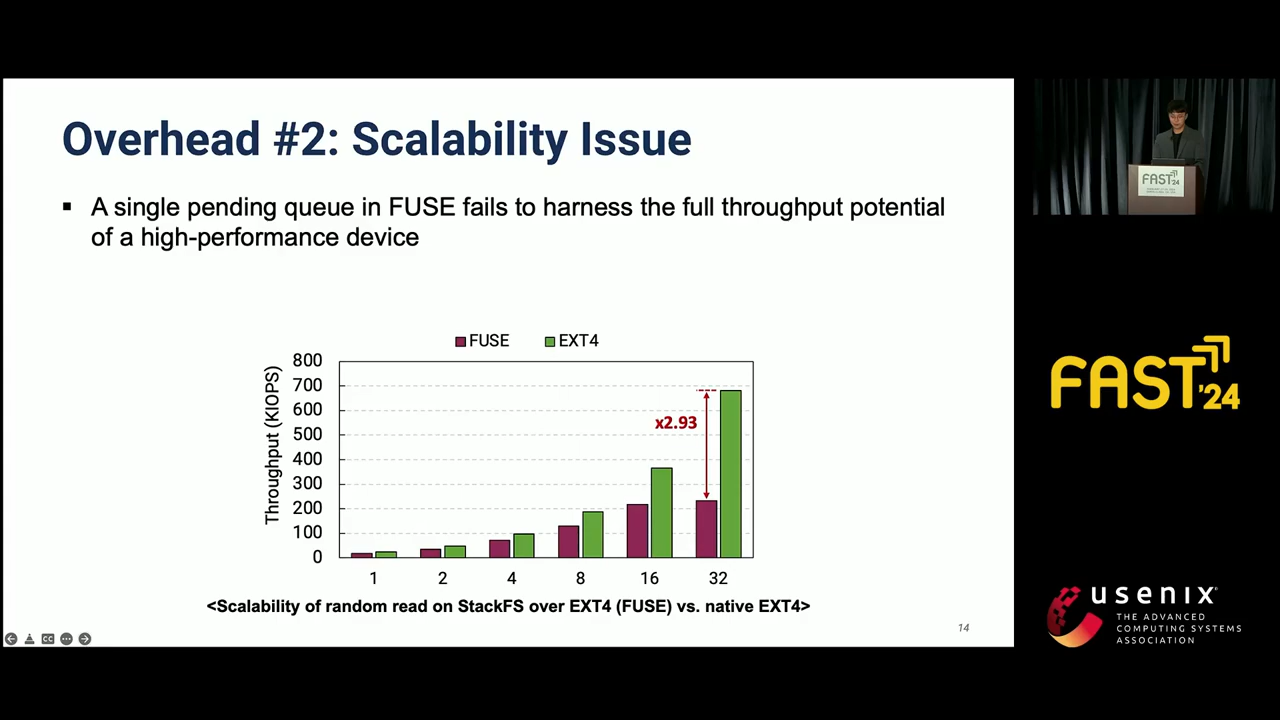 Overhead #2: Scalability Issue
▪ A single pending queue in FUSE fails to harness the full throughput potential
of a high-performance device
FUSE EXT4
Throughput (KIOPS)
800
700
600
500
400
300
200
100
0
x2.93
1 2 4 8 16 32
<Scalability of random read on StackFS over EXT4 (FUSE) vs. native EXT4>
14
CC
FAST'24
FAST'24
usenix
THE ADVANCED
COMPUTING SYSTEMS
ASSOCIATION